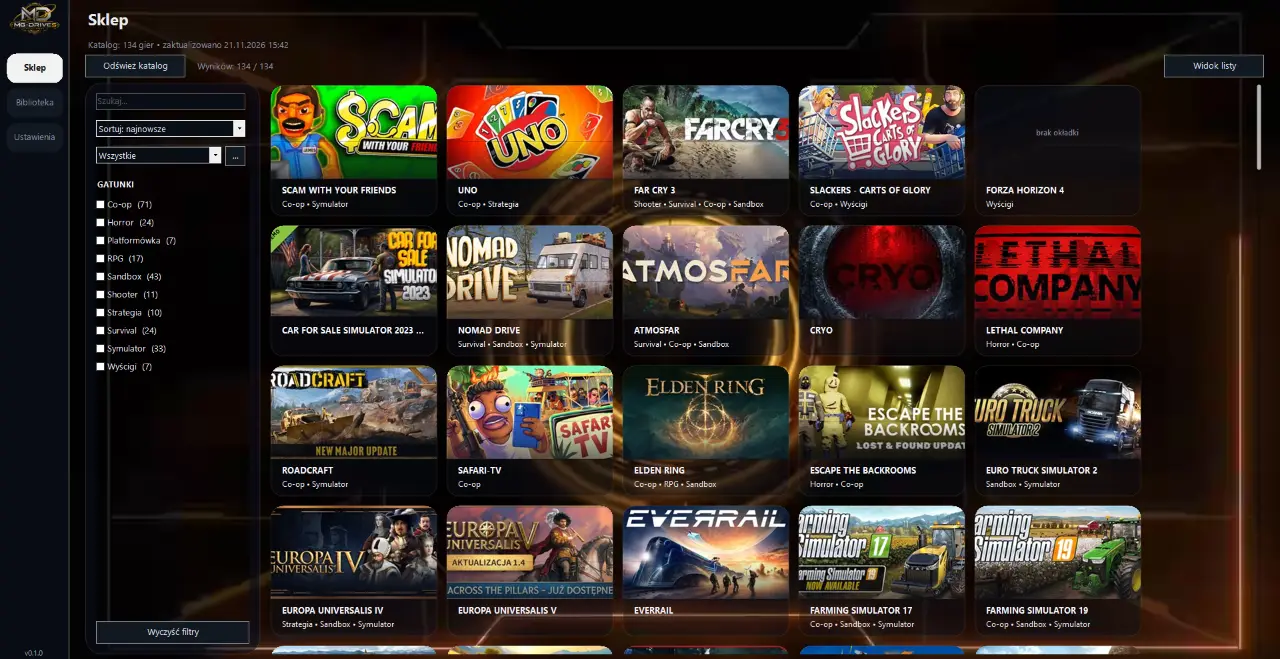 MD
MG-DRIVES
Sklep
Biblioteka
Ustawienia
v0.1.0
Sklep
Katalog: 134 gier • zaktualizowano 21.11.2026 15:42
Odśwież katalog
Wyników: 134 / 134
Widok listy
Szukaj...
Sortuj: najnowsze
Wszystkie
...
GATUNKI
Co-op (71)
Horror (24)
Platformówka (7)
RPG (17)
Sandbox (43)
Shooter (11)
Strategia (10)
Survival (24)
Symulator (33)
Wyścigi (7)
Wyczyść filtry
$CAM
WITH YOUR FRIEN
SCAM WITH YOUR FRIENDS
Co-op • Symulator
UNO
UNO
Co-op • Strategia
FARCRY3
FAR CRY 3
Shooter • Survival • Co-op • Sandbox
SLACKERS
CARTS OF GLORY
SLACKERS - CARTS OF GLORY
Co-op • Wyścigi
brak okładki
FORZA HORIZON 4
Wyścigi
CAR FOR
SALE
SIMULATO
2023
CAR FOR SALE SIMULATOR 2023 ...
NOMAD
DRIVE
NOMAD DRIVE
Survival • Sandbox • Symulator
ATMOSFAR
ATMOSFAR
Survival • Co-op • Sandbox
CRYO
CRYO
LETHAL
COMPANY
LETHAL COMPANY
Horror • Co-op
ROADCRAFT
NEW MAJOR UPDATE
ROADCRAFT
Co-op • Symulator
SAFARI
TV
SAFARI-TV
Co-op
ELDEN RING
ELDEN RING
Co-op • RPG • Sandbox
ESCAPE THE
BACKROOMS
LOST & FOUND UPDAT
ESCAPE THE BACKROOMS
Horror • Co-op
EURO TRUCK
SIMULATOR 2
EURO TRUCK SIMULATOR 2
Sandbox • Symulator
EUROPA IV
UNIVERSALIS
EUROPA UNIVERSALIS IV
Strategia • Sandbox • Symulator
EUROPA V
UNIVERSALIS
AKTUALIZACJA 1.4
ACROSS THE PILLARS – JUŻ DOSTĘPNE
EUROPA UNIVERSALIS V
EVERRAIL
EVERRAIL
Farming
Simulator 17
Farming Simulator 19
NOW AVAILABLE
FARMING SIMULATOR 17
Co-op • Sandbox • Symulator
Farming
Simulator 19
FARMING SIMULATOR 19
Co-op • Sandbox • Symulator